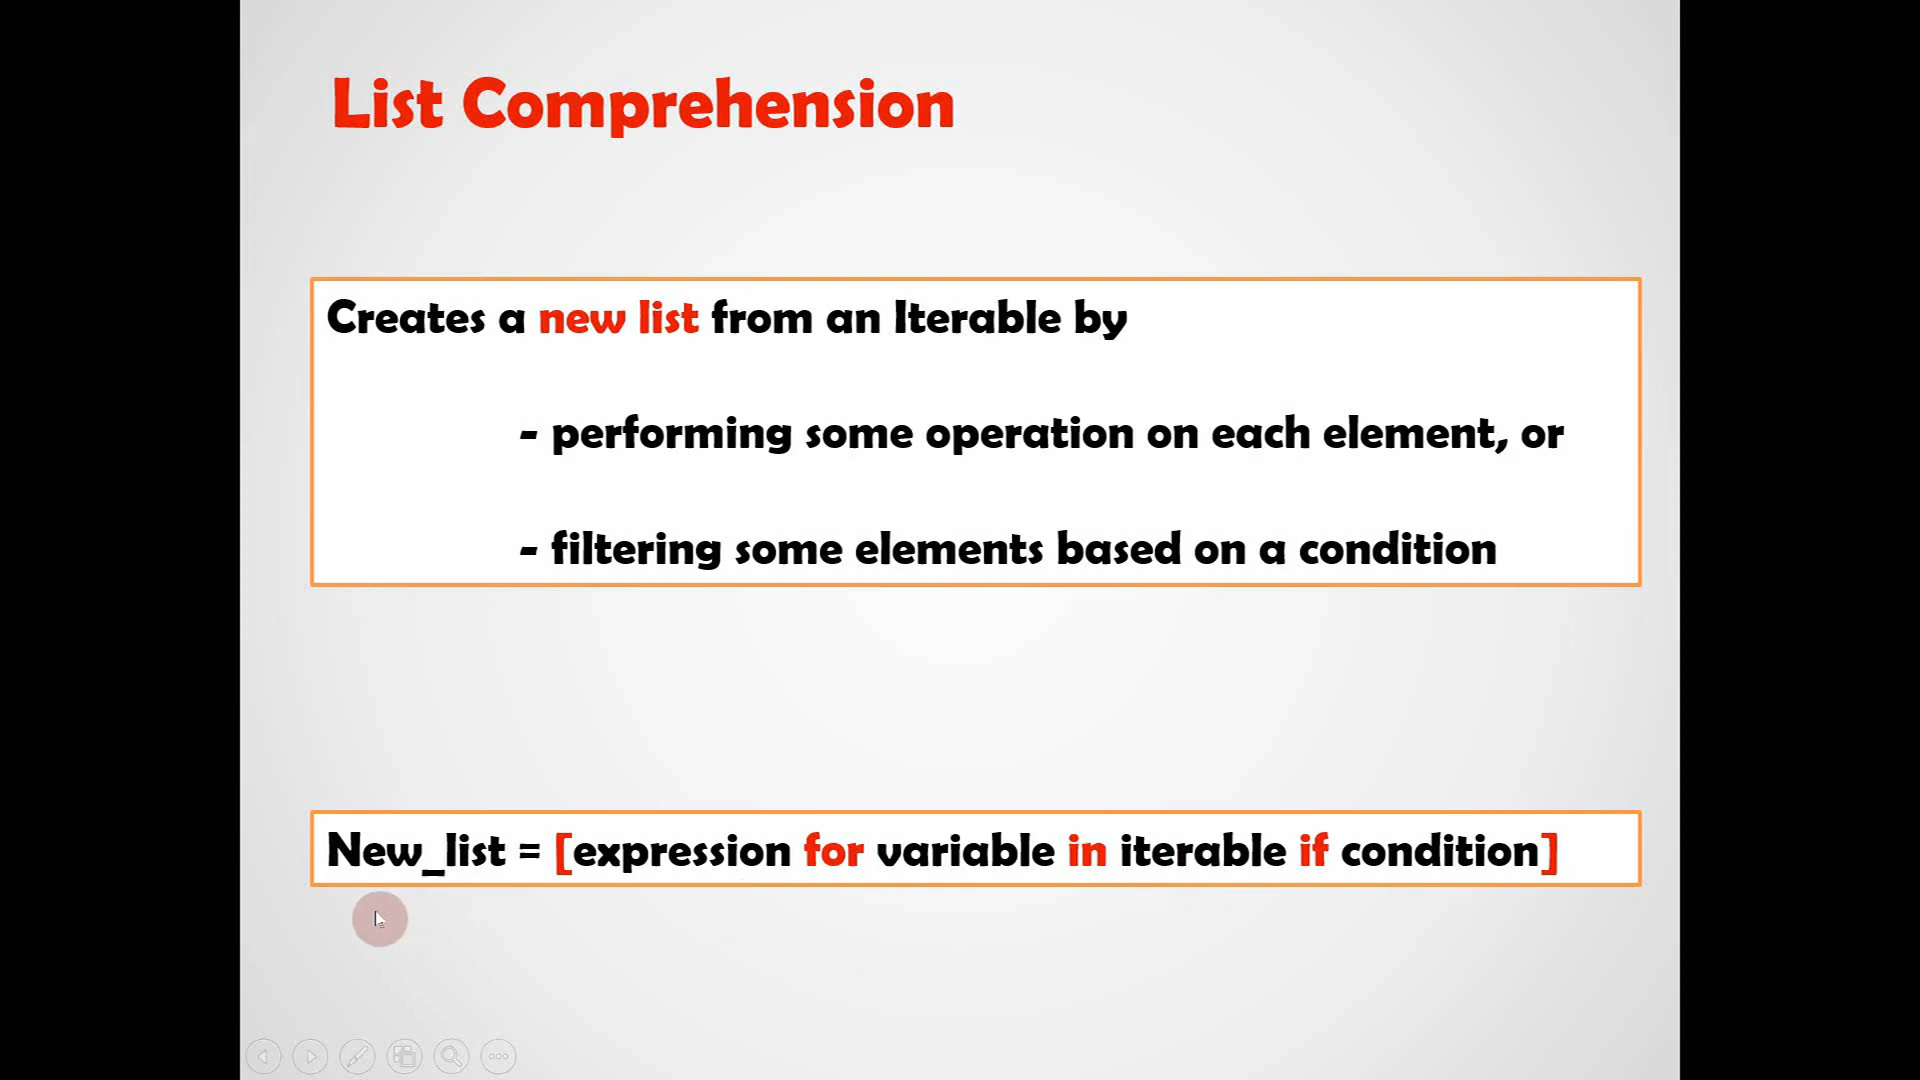 List Comprehension
Creates a new list from an Iterable by
- performing some operation on each element, or
- filtering some elements based on a condition
New_list = [expression for variable in iterable if condition]